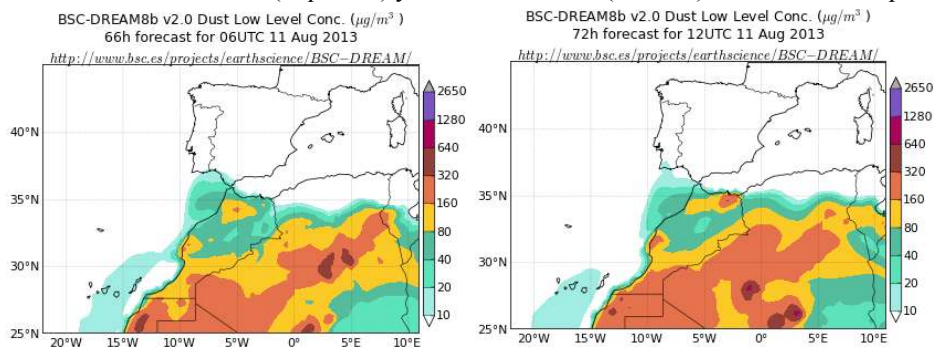 BSC-DREAM8b v2.0 Dust Low Level Conc. (μg/m³)
66h forecast for 06UTC 11 Aug 2013
http://www.bsc.es/projects/earthscience/BSC-DREAM/
40°N
35°N
30°N
25°N
20°W 15°W 10°W 5°W 0° 5°E 10°E
2650
1280
640
320
160
80
40
20
10
BSC-DREAM8b v2.0 Dust Low Level Conc. (μg/m³)
72h forecast for 12UTC 11 Aug 2013
http://www.bsc.es/projects/earthscience/BSC-DREAM/
40°N
35°N
30°N
25°N
20°W 15°W 10°W 5°W 0° 5°E 10°E
2650
1280
640
320
160
80
40
20
10